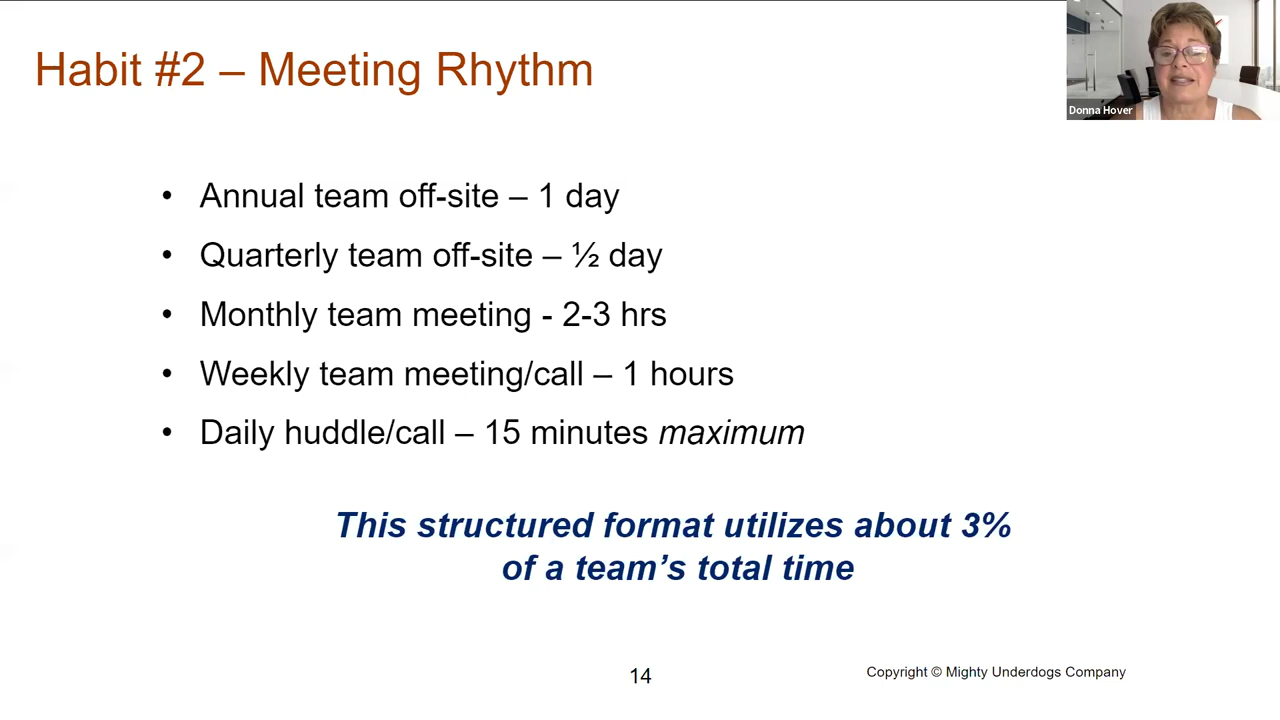 Habit #2 – Meeting Rhythm
Donna Hover
• Annual team off-site – 1 day
• Quarterly team off-site – ½ day
• Monthly team meeting - 2-3 hrs
• Weekly team meeting/call – 1 hours
• Daily huddle/call – 15 minutes maximum
This structured format utilizes about 3%
of a team’s total time
14
Copyright © Mighty Underdogs Company